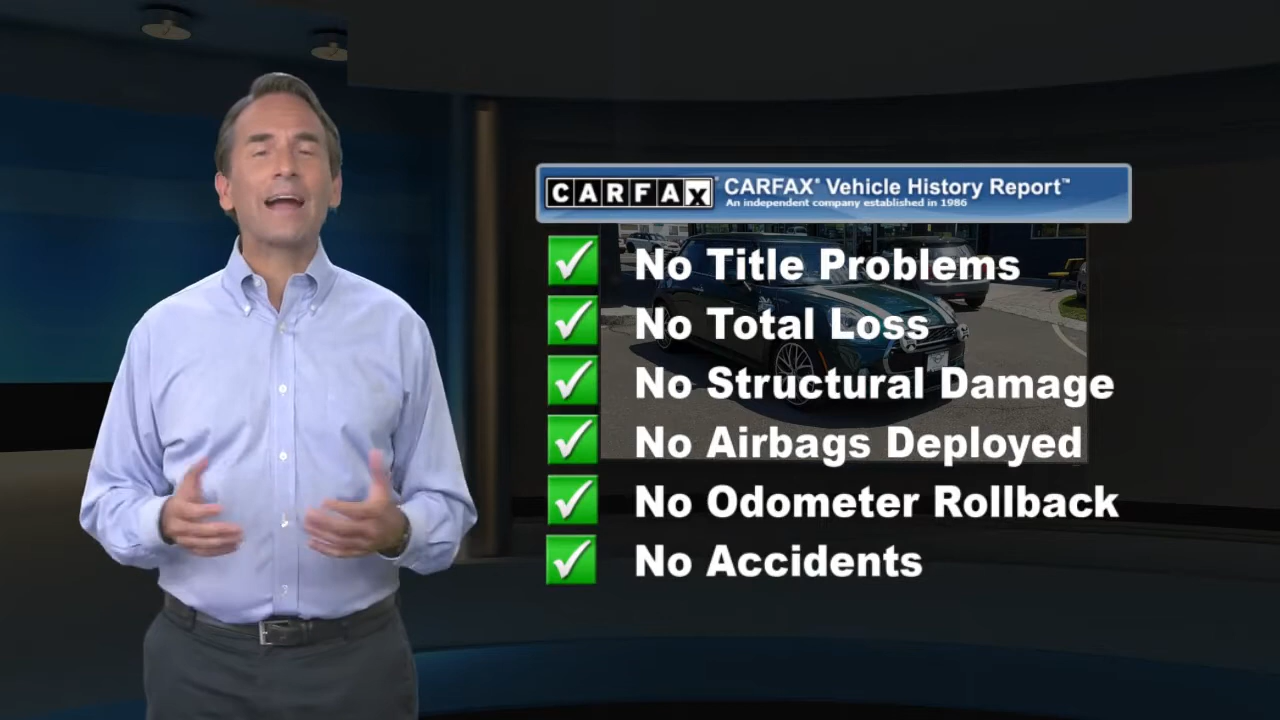 CARFAX® CARFAX® Vehicle History Report™
An independent company established in 1986
No Title Problems
No Total Loss
No Structural Damage
No Airbags Deployed
No Odometer Rollback
No Accidents